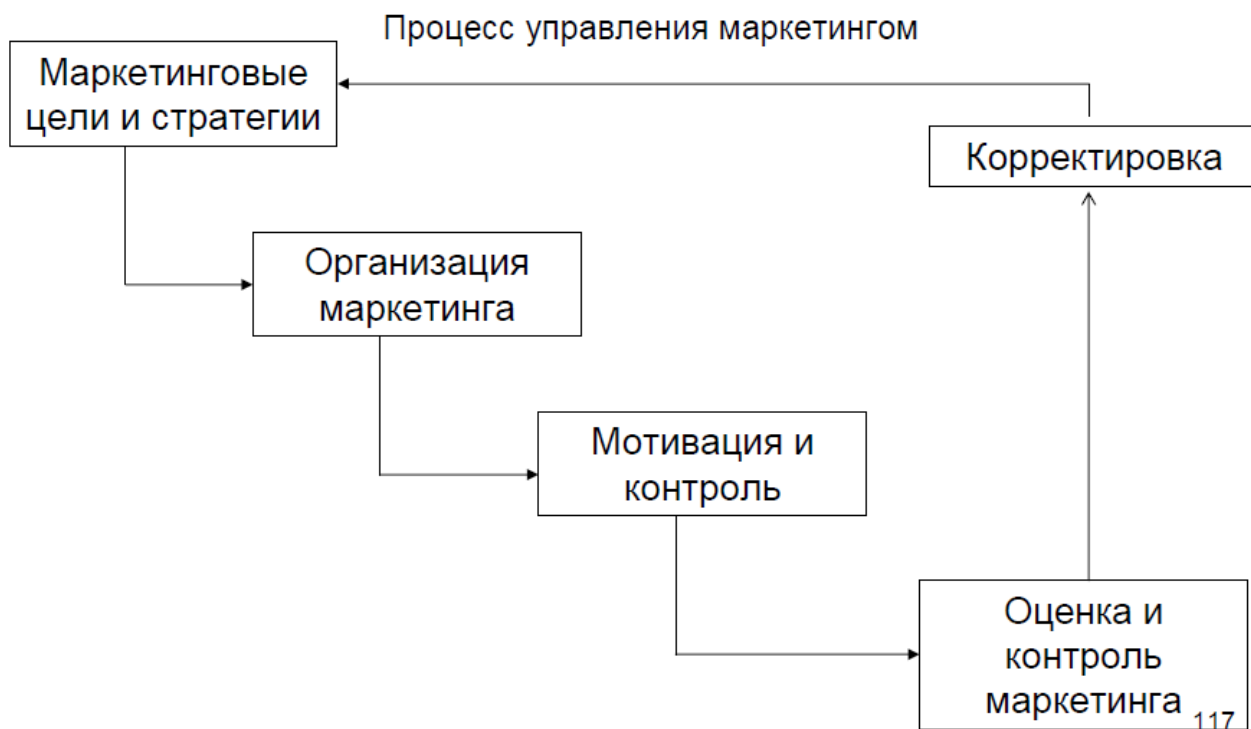 Процесс управления маркетингом
Маркетинговые
цели и стратегии
Корректировка
Организация
маркетинга
Мотивация и
контроль
Оценка и
контроль
маркетинга
117